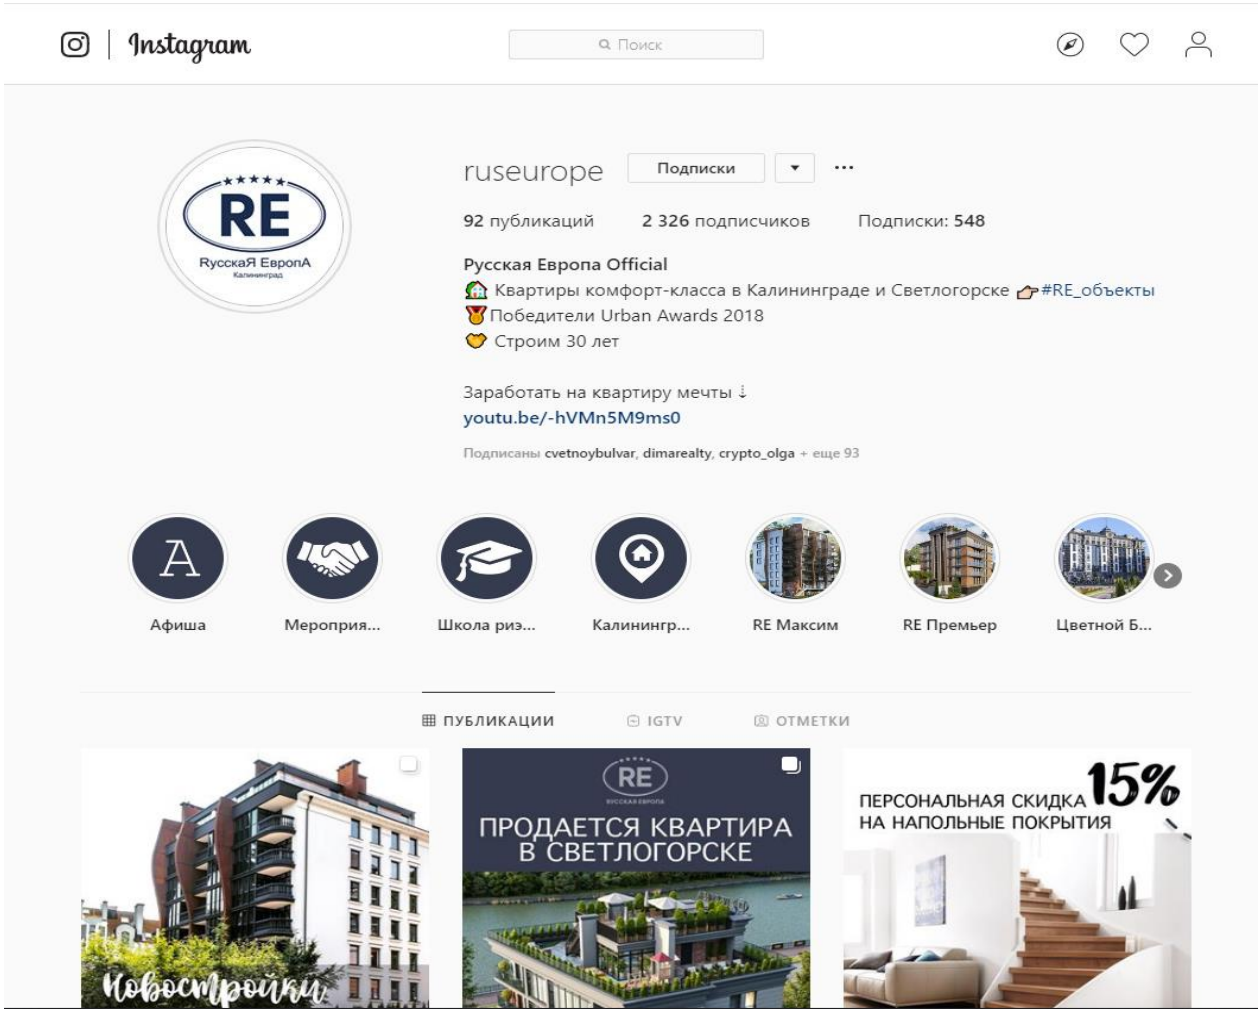 Instagram
Поиск
ruseurope
Подписки
...
92 публикаций 2 326 подписчиков Подписки: 548
Русская Европа Official
Квартиры комфорт-класса в Калининграде и Светлогорске #RE_объекты
Победители Urban Awards 2018
Строим 30 лет
Заработать на квартиру мечты ↓
youtu.be/-hVMn5M9ms0
Подписаны cvetnoybulvar, dimarealty, crypto_olga + еще 93
RE
RусскаЯ ЕвропА
Калининград
A
Афиша Мероприя... Школа риэ... Калинингр... RE Максим RE Премьер Цветной Б...
ПУБЛИКАЦИИ IGTV ОТМЕТКИ
Новостройки
RE
RУССКАЯ ЕВРОПА
ПРОДАЕТСЯ КВАРТИРА
В СВЕТЛОГОРСКЕ
ПЕРСОНАЛЬНАЯ СКИДКА 15%
НА НАПОЛЬНЫЕ ПОКРЫТИЯ